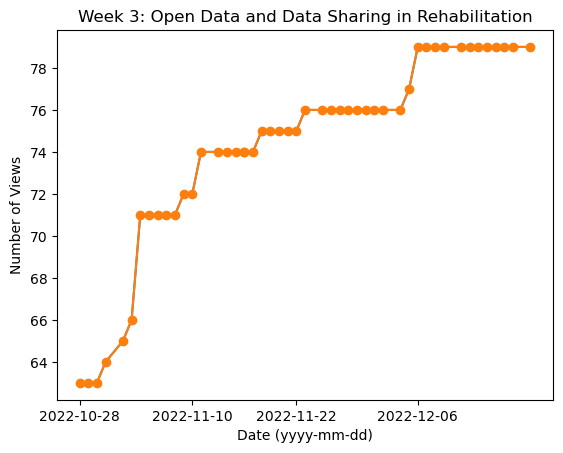 Week 3: Open Data and Data Sharing in Rehabilitation
Number of Views
78
76
74
72
70
68
66
64
2022-10-28 2022-11-10 2022-11-22 2022-12-06
Date (yyyy-mm-dd)